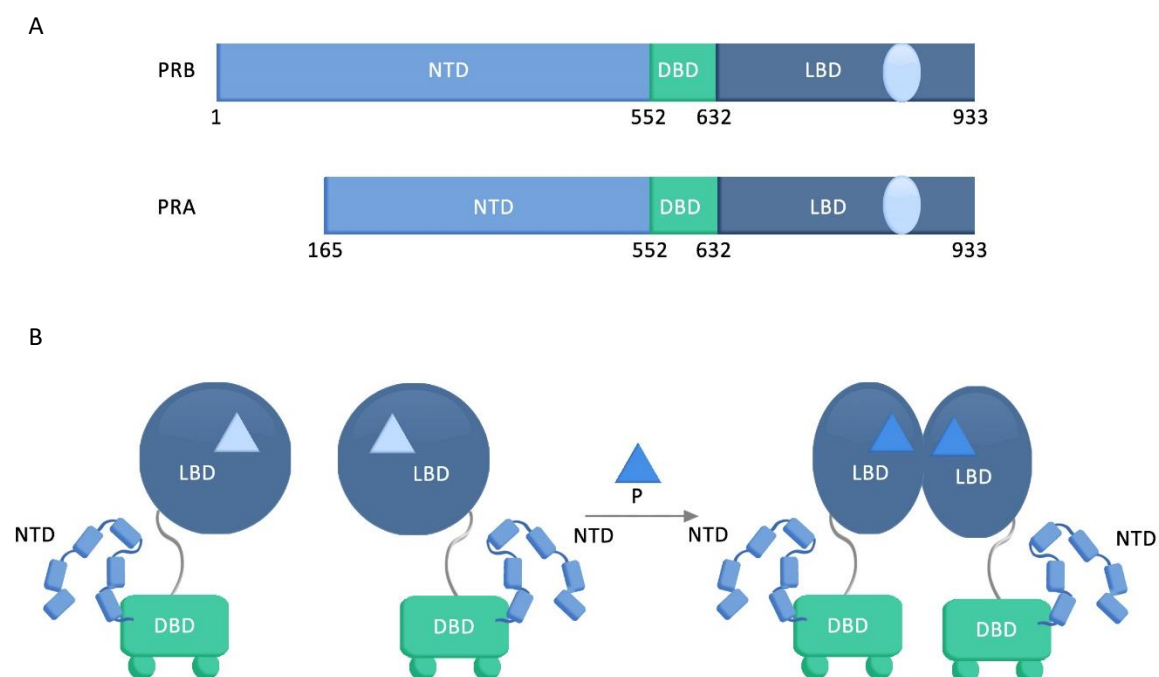 A
PRB NTD DBD LBD
1 552 632 933
PRA NTD DBD LBD
165 552 632 933
B
LBD LBD LBD LBD
P
NTD NTD NTD NTD
DBD DBD DBD DBD